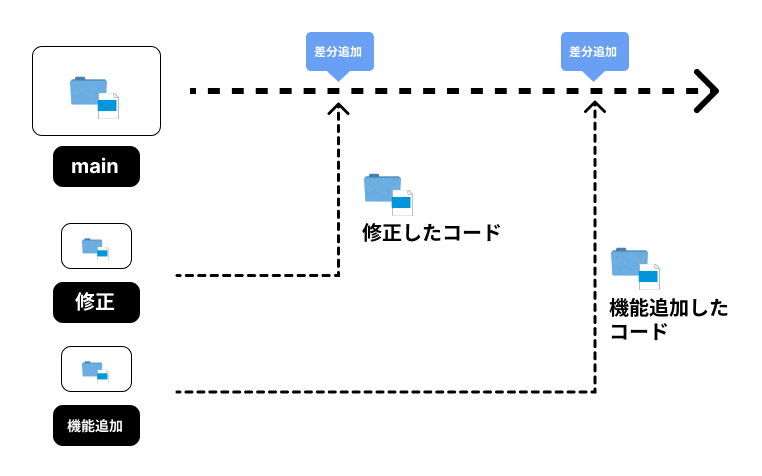 差分追加
差分追加
main
修正したコード
修正
機能追加した
コード
機能追加